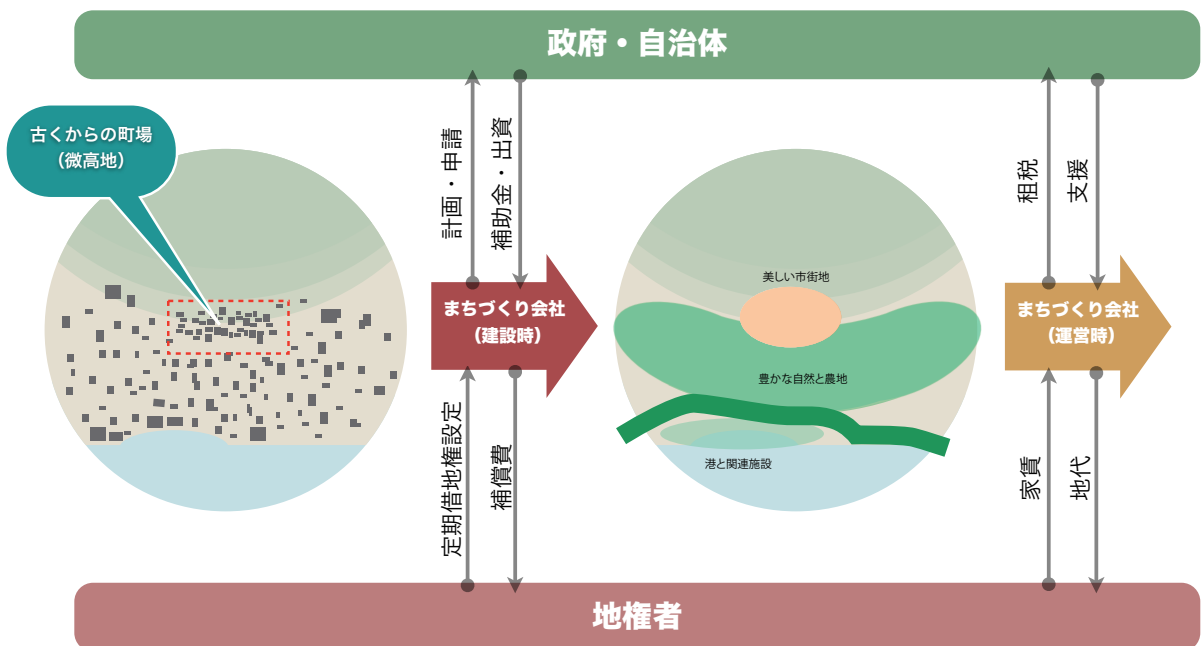 政府・自治体
古くからの町場
（微高地）
計画・申請
補助金・出資
租税
支援
美しい市街地
まちづくり会社
（建設時）
まちづくり会社
（運営時）
豊かな自然と農地
港と関連施設
定期借地権設定
補償費
家賃
地代
地権者